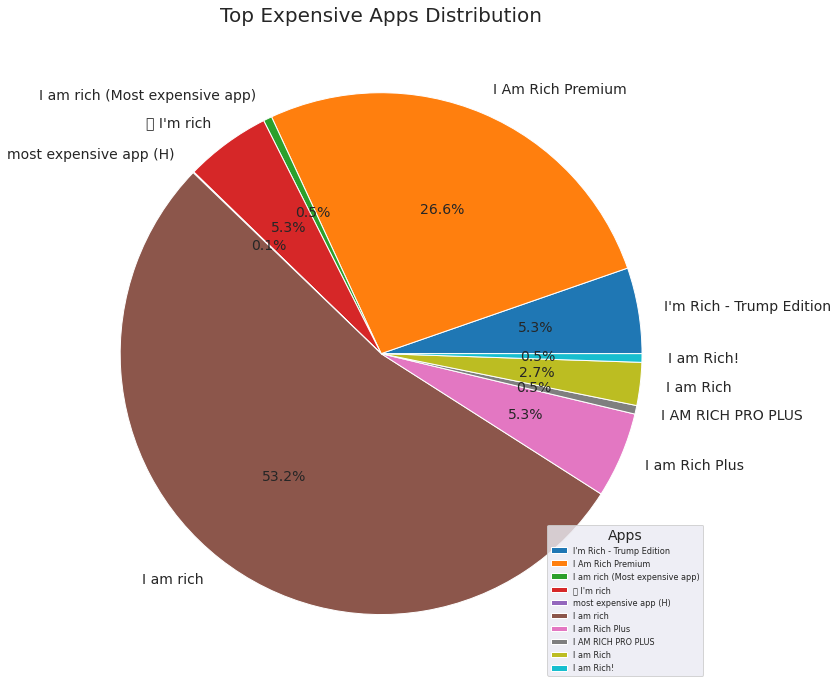 Top Expensive Apps Distribution
I Am Rich Premium
I am rich (Most expensive app)
I'm rich
most expensive app (H)
26.6%
0.5%
5.3%
0.1%
I'm Rich - Trump Edition
5.3%
0.5%
I am Rich!
2.7%
0.5%
I am Rich
5.3%
I AM RICH PRO PLUS
I am Rich Plus
53.2%
I am rich
Apps
I'm Rich - Trump Edition
I Am Rich Premium
I am rich (Most expensive app)
I'm rich
most expensive app (H)
I am rich
I am Rich Plus
I AM RICH PRO PLUS
I am Rich
I am Rich!